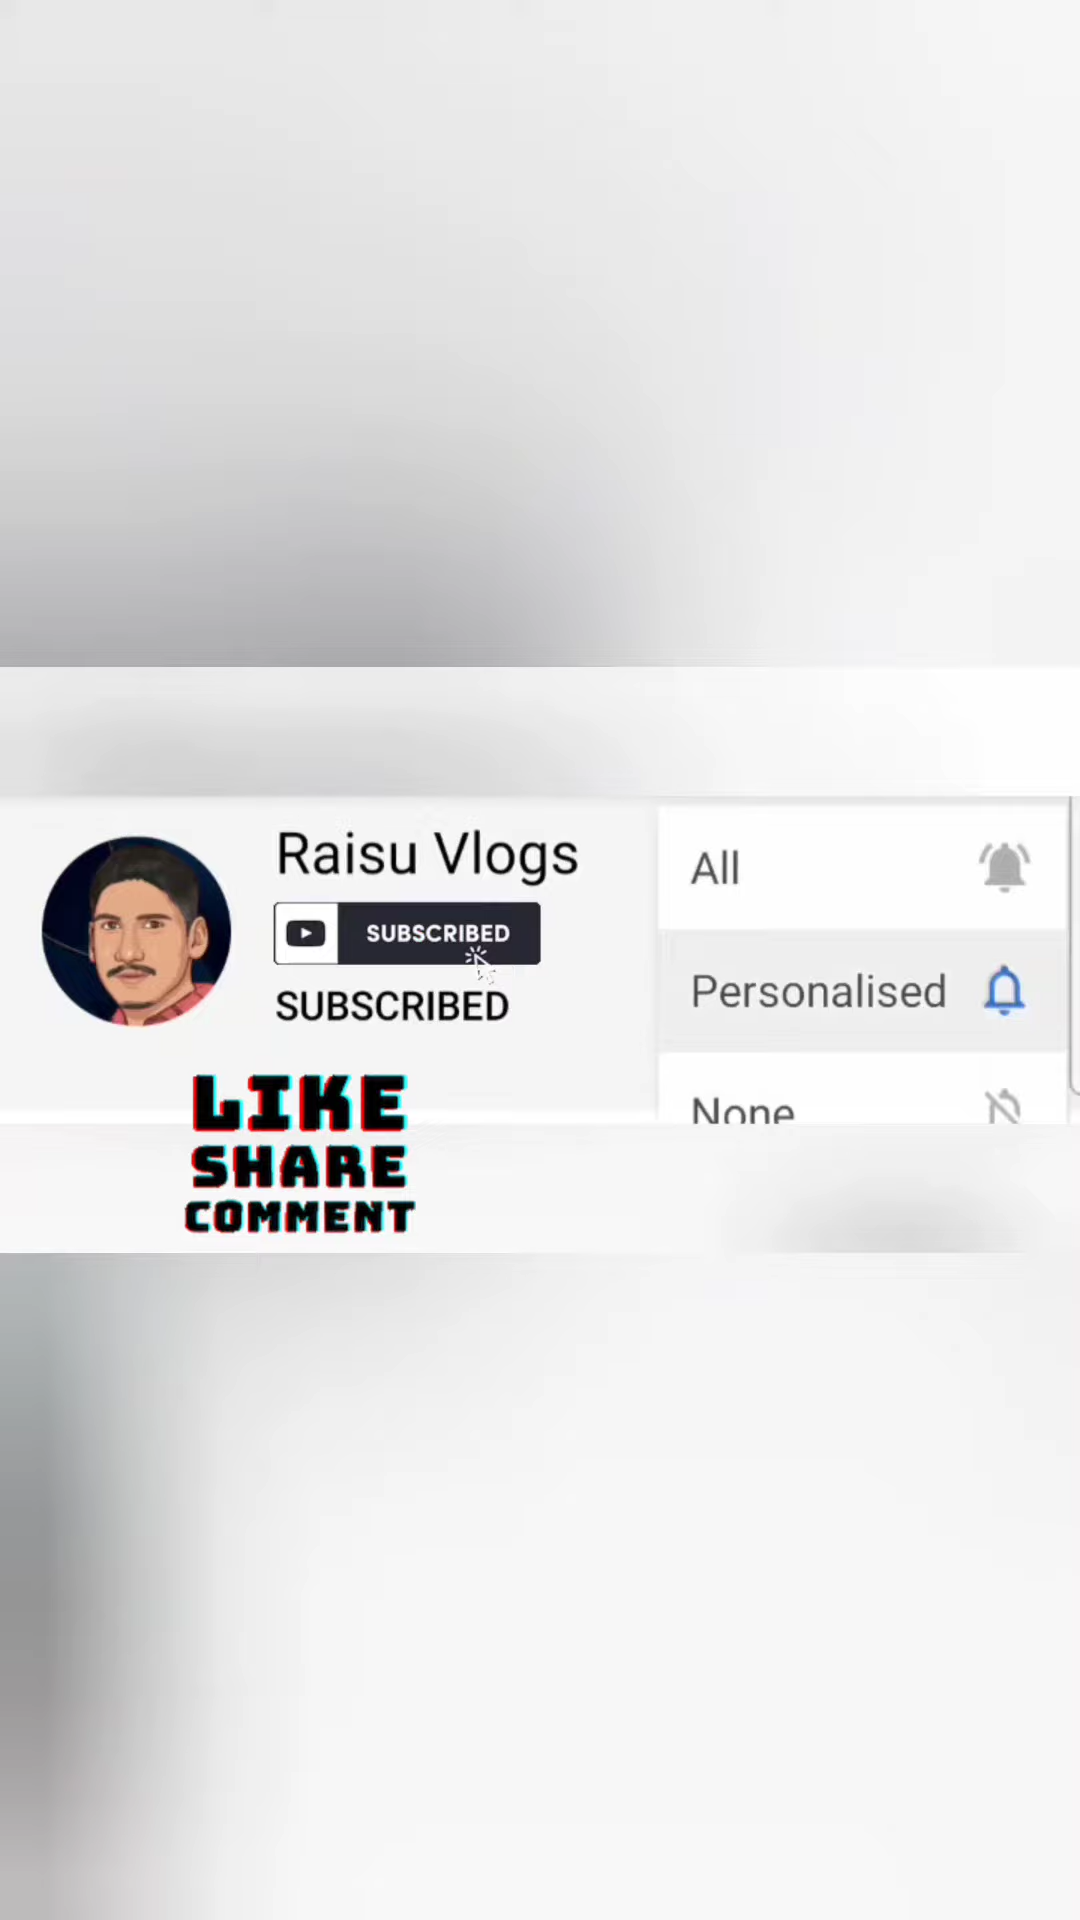 Raisu Vlogs
SUBSCRIBED
SUBSCRIBED
LIKE
SHARE
COMMENT
All
Personalised
None